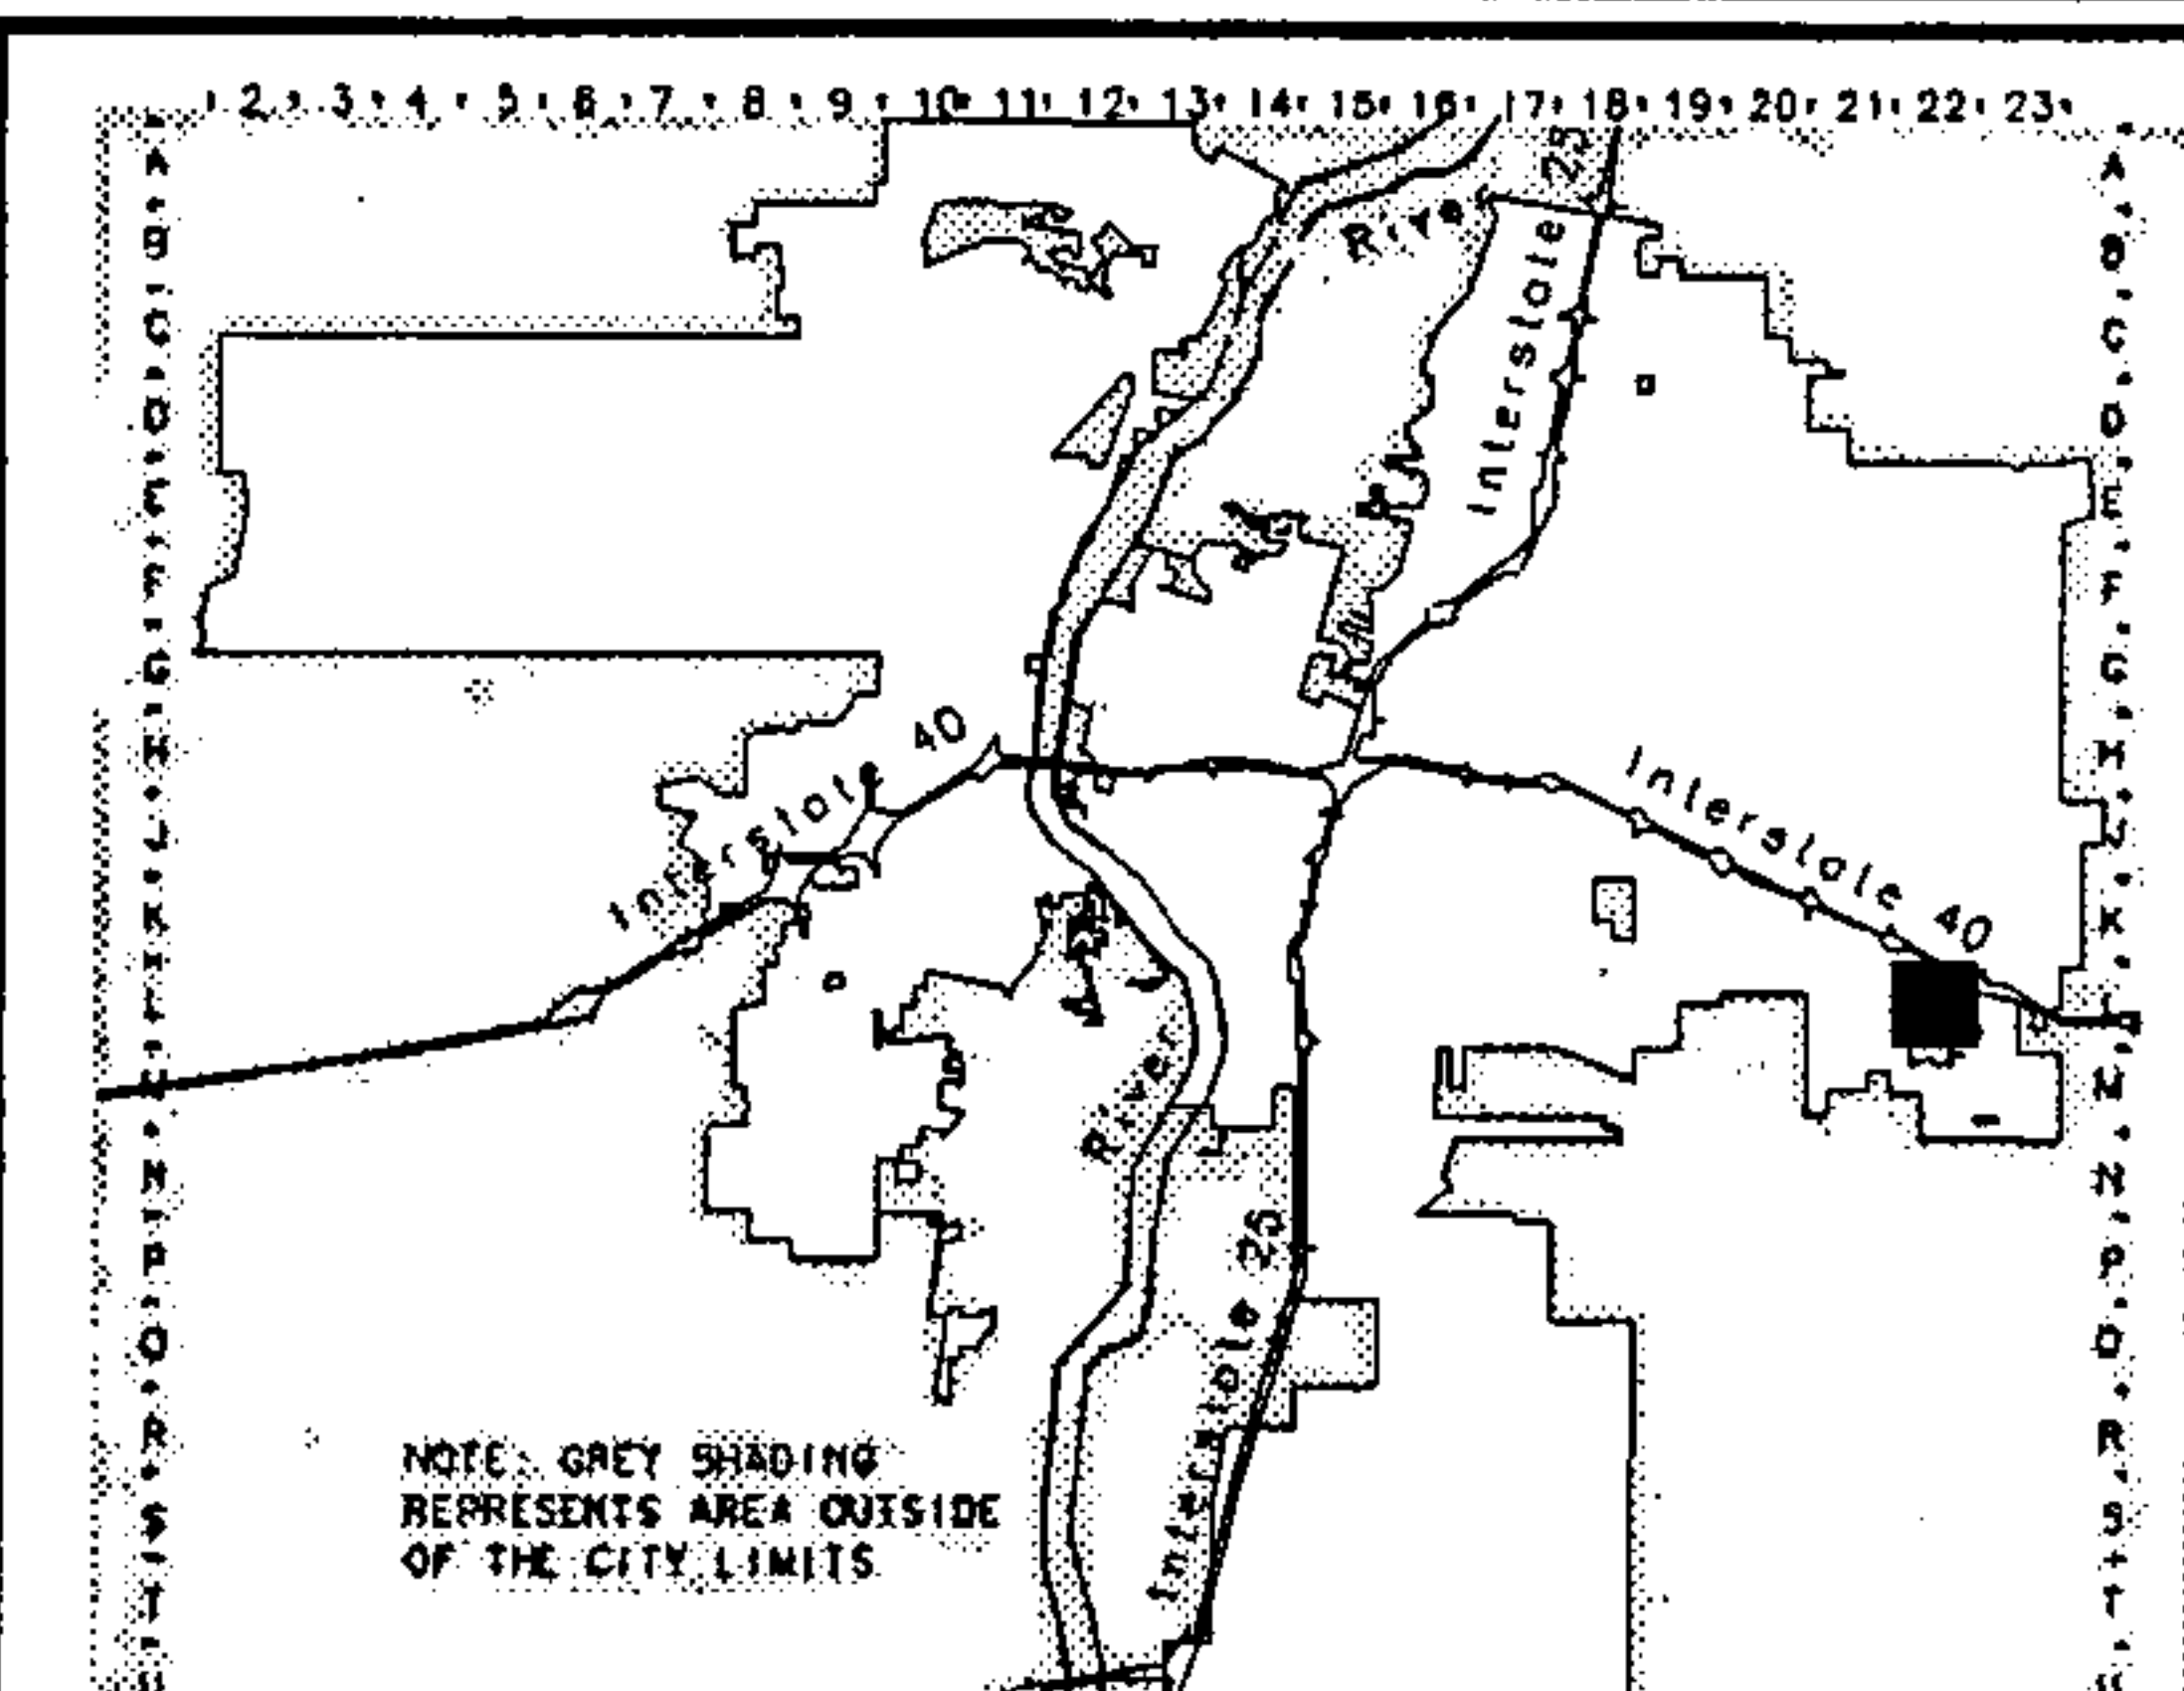 2 3 4 5 6 7 8 9 10 11 12 13 14 15 16 17 18 19 20 21 22 23
A A
B B
C C
D D
E E
F F
G G
H H
J J
K K
L L
M M
N N
P P
Q Q
R R
S S
T T
River
Interstate 25
Interstate 40
Interstate 40
River
Interstate 25
NOTE: GREY SHADING
REPRESENTS AREA OUTSIDE
OF THE CITY LIMITS